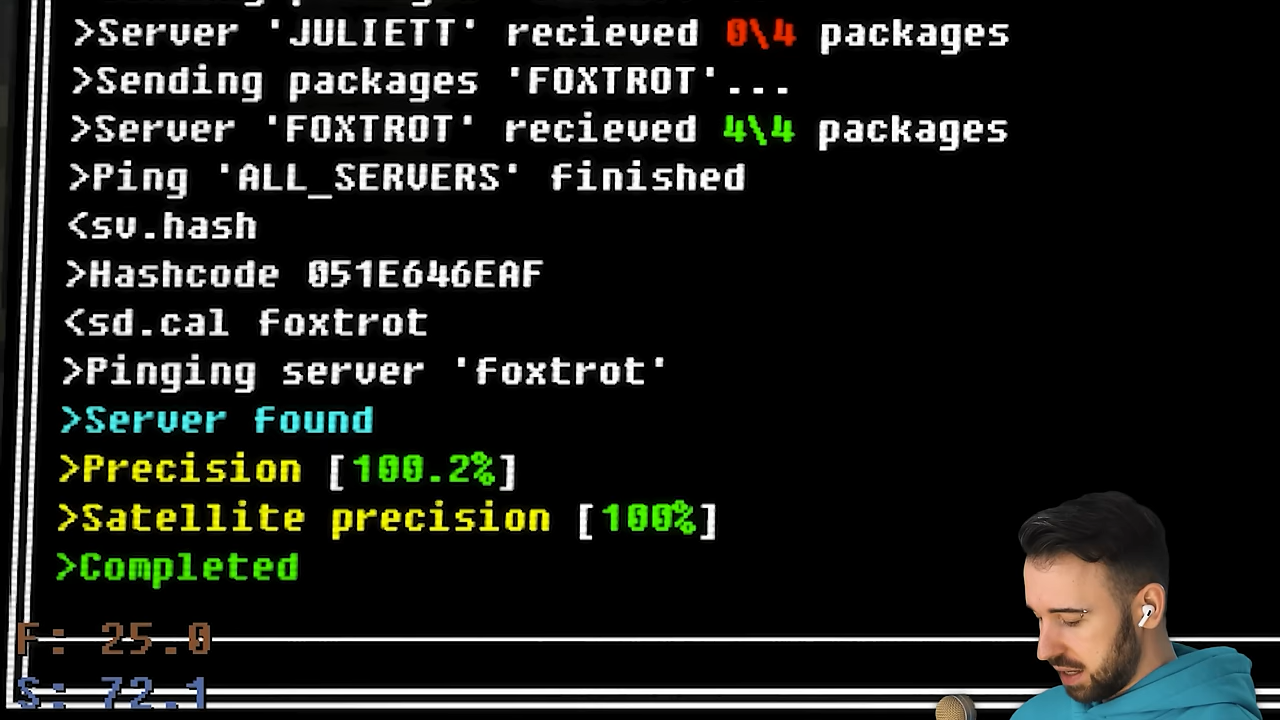 >Server 'JULIETT' recieved 0\4 packages
>Sending packages 'FOXTROT'...
>Server 'FOXTROT' recieved 4\4 packages
>Ping 'ALL_SERVERS' finished
<sv.hash
>Hashcode 051E646EAF
<sd.cal foxtrot
>Pinging server 'foxtrot'
>Server found
>Precision [100.2%]
>Satellite precision [100%]
>Completed
F: 25.0
S: 72.1